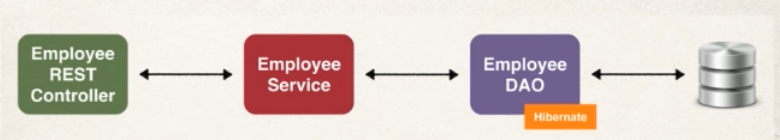 Employee
REST
Controller
Employee
Service
Employee
DAO
Hibernate